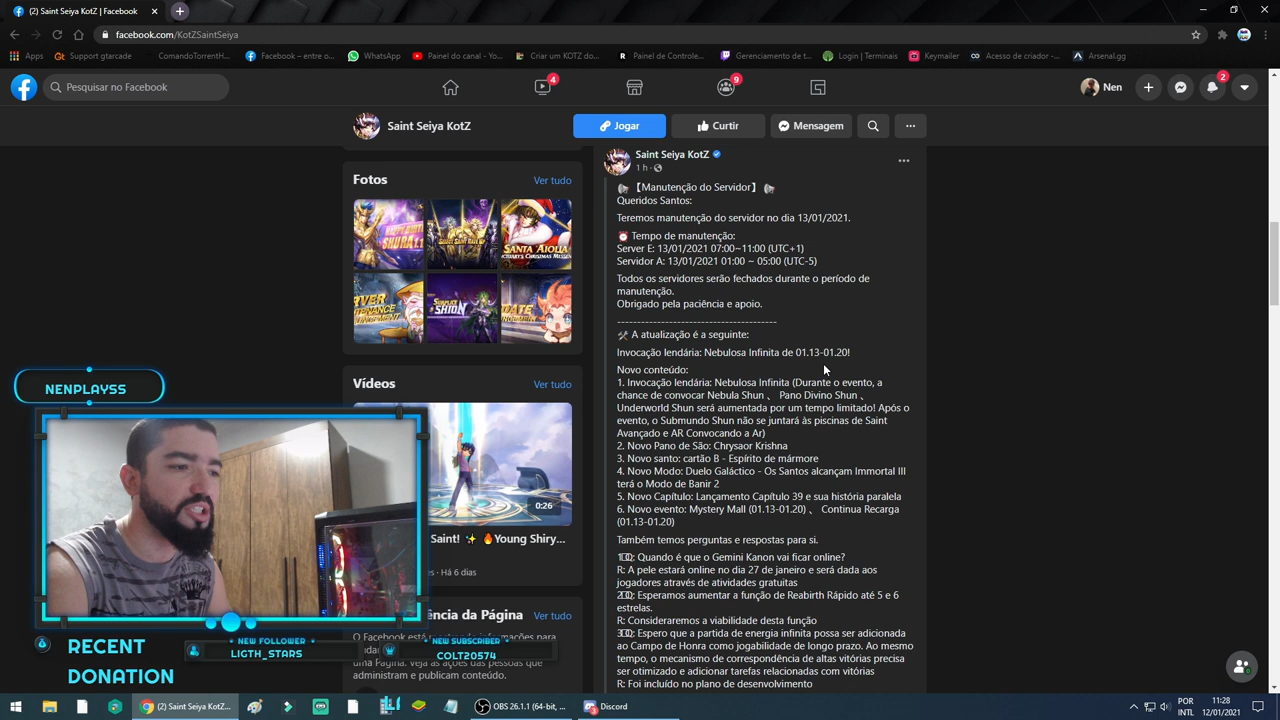 (2) Saint Seiya KotZ | Facebook
facebook.com/KotZSaintSeiya
Apps
Support gtarcade
ComandoTorrentH...
Facebook – entre o...
WhatsApp
Painel do canal - Yo...
Criar um KOTZ do...
Painel de Controle...
Gerenciamento de t...
Login | Terminais
Keymailer
Acesso de criador -...
Arsenal.gg
Pesquisar no Facebook
4
9
Nen
2
Saint Seiya KotZ
Jogar
Curtir
Mensagem
Fotos
Ver tudo
Vídeos
Ver tudo
0:26
Saint! ✨ 🔥Young Shiry...
Há 6 dias
ência da Página
Ver tudo
Saint Seiya KotZ
1 h
【Manutenção do Servidor】
Queridos Santos:
Teremos manutenção do servidor no dia 13/01/2021.
⏰ Tempo de manutenção:
Server E: 13/01/2021 07:00~11:00 (UTC+1)
Servidor A: 13/01/2021 01:00 ~ 05:00 (UTC-5)
Todos os servidores serão fechados durante o período de
manutenção.
Obrigado pela paciência e apoio.
----------------------------------------
🛠 A atualização é a seguinte:
Invocação lendária: Nebulosa Infinita de 01.13-01.20!
Novo conteúdo:
1. Invocação lendária: Nebulosa Infinita (Durante o evento, a
chance de convocar Nebula Shun 、 Pano Divino Shun 、
Underworld Shun será aumentada por um tempo limitado! Após o
evento, o Submundo Shun não se juntará às piscinas de Saint
Avançado e AR Convocando a Ar)
2. Novo Pano de São: Chrysaor Krishna
3. Novo santo: cartão B - Espírito de mármore
4. Novo Modo: Duelo Galáctico - Os Santos alcançam Immortal III
terá o Modo de Banir 2
5. Novo Capítulo: Lançamento Capítulo 39 e sua história paralela
6. Novo evento: Mystery Mall (01.13-01.20) 、 Continua Recarga
(01.13-01.20)
Também temos perguntas e respostas para si.
Quando é que o Gemini Kanon vai ficar online?
R: A pele estará online no dia 27 de janeiro e será dada aos
jogadores através de atividades gratuitas
Esperamos aumentar a função de Reabirth Rápido até 5 e 6
estrelas.
R: Consideraremos a viabilidade desta função
Espero que a partida de energia infinita possa ser adicionada
ao Campo de Honra como jogabilidade de longo prazo. Ao mesmo
tempo, o mecanismo de correspondência de altas vitórias precisa
ser otimizado e adicionar tarefas relacionadas com vitórias
R: Foi incluído no plano de desenvolvimento
NENPLAYSS
RECENT
DONATION
NEW FOLLOWER
LIGTH_STARS
NEW SUBSCRIBER
COLT20574
uma Página. Veja as ações das pessoas que
administram e publicam conteúdo.
(2) Saint Seiya KotZ...
OBS 26.1.1 (64-bit, ...
Discord
POR
INTL
11:28
12/01/2021